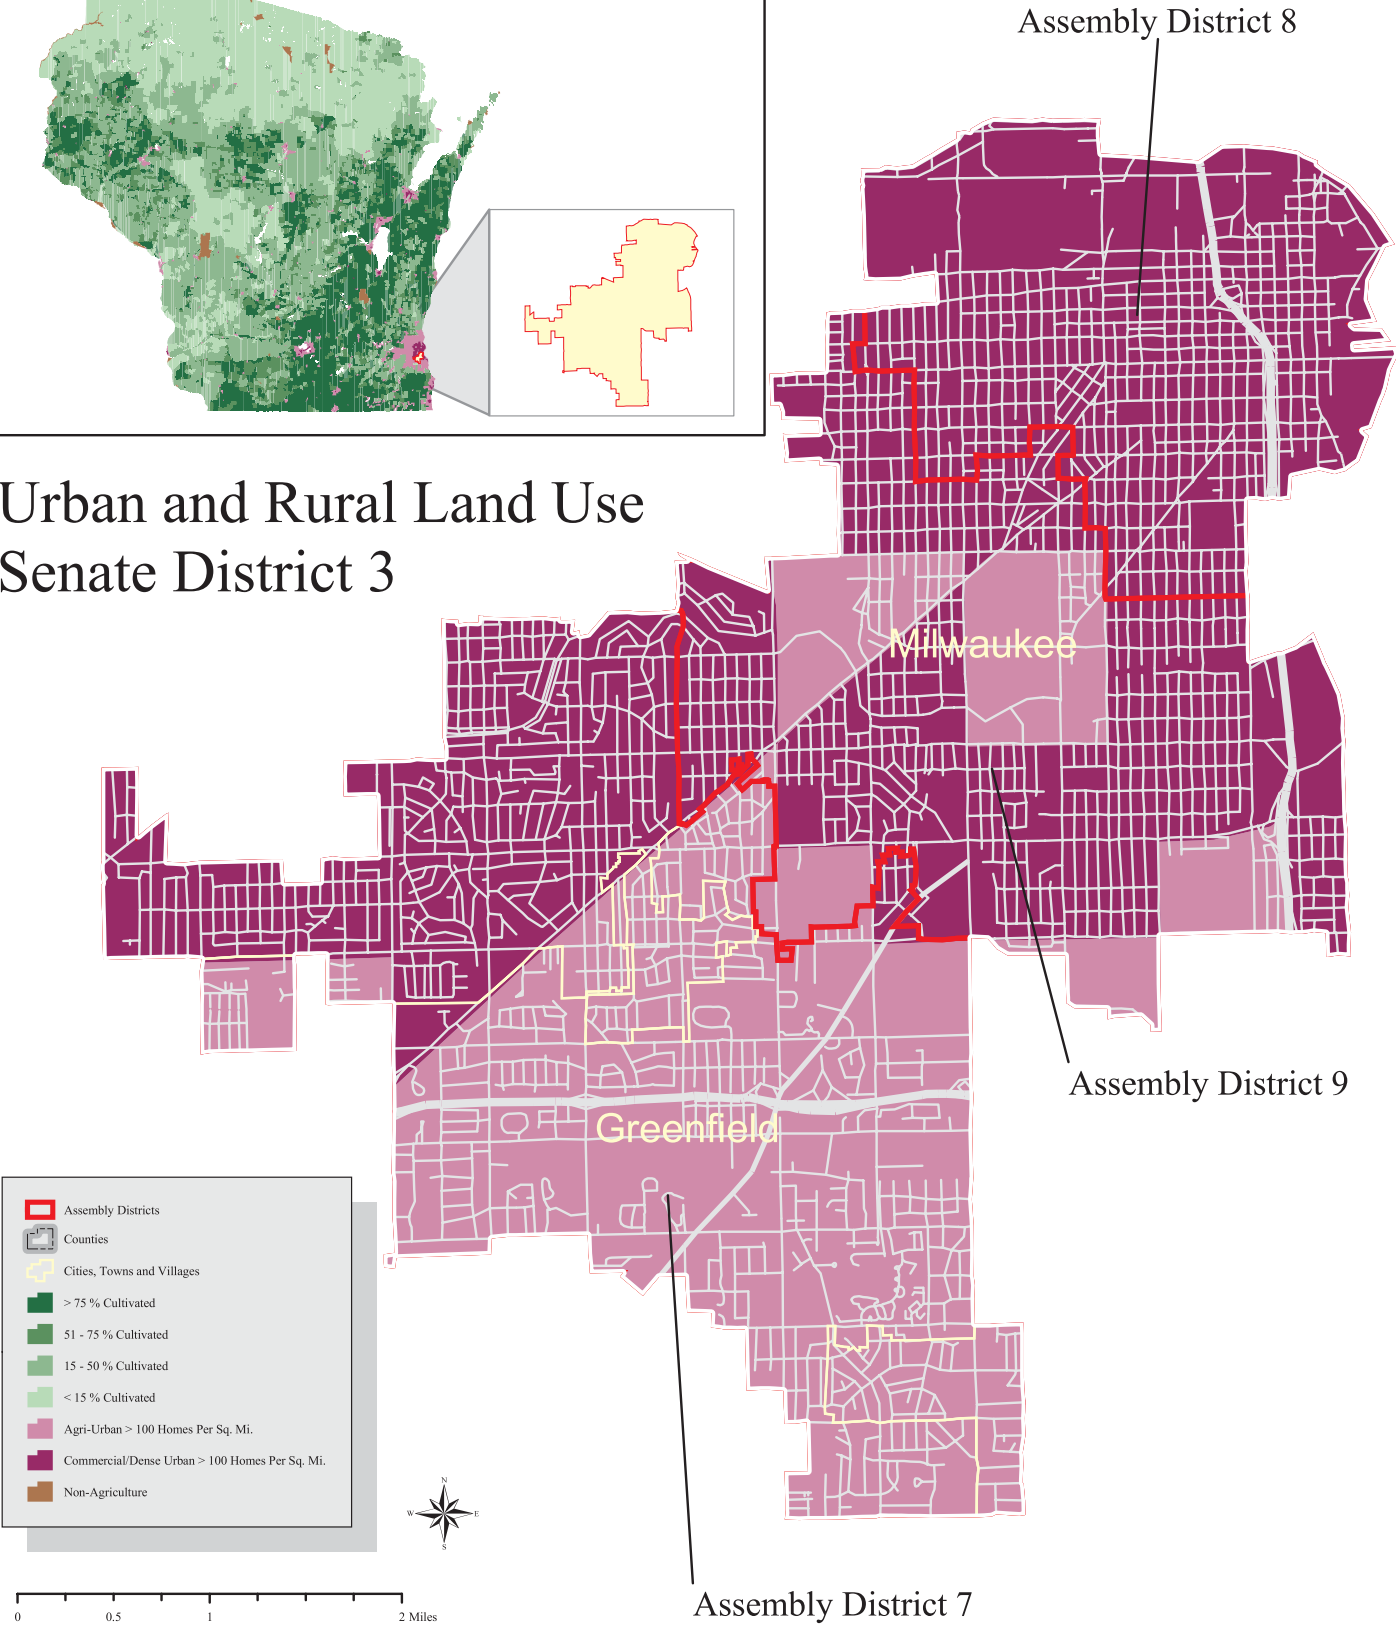 Assembly District 8
Urban and Rural Land Use
Senate District 3
Milwaukee
Assembly District 9
Greenfield
Assembly Districts
Counties
Cities, Towns and Villages
> 75 % Cultivated
51 - 75 % Cultivated
15 - 50 % Cultivated
< 15 % Cultivated
Agri-Urban > 100 Homes Per Sq. Mi.
Commercial/Dense Urban > 100 Homes Per Sq. Mi.
Non-Agriculture
N
W E
S
Assembly District 7
0 0.5 1 2 Miles